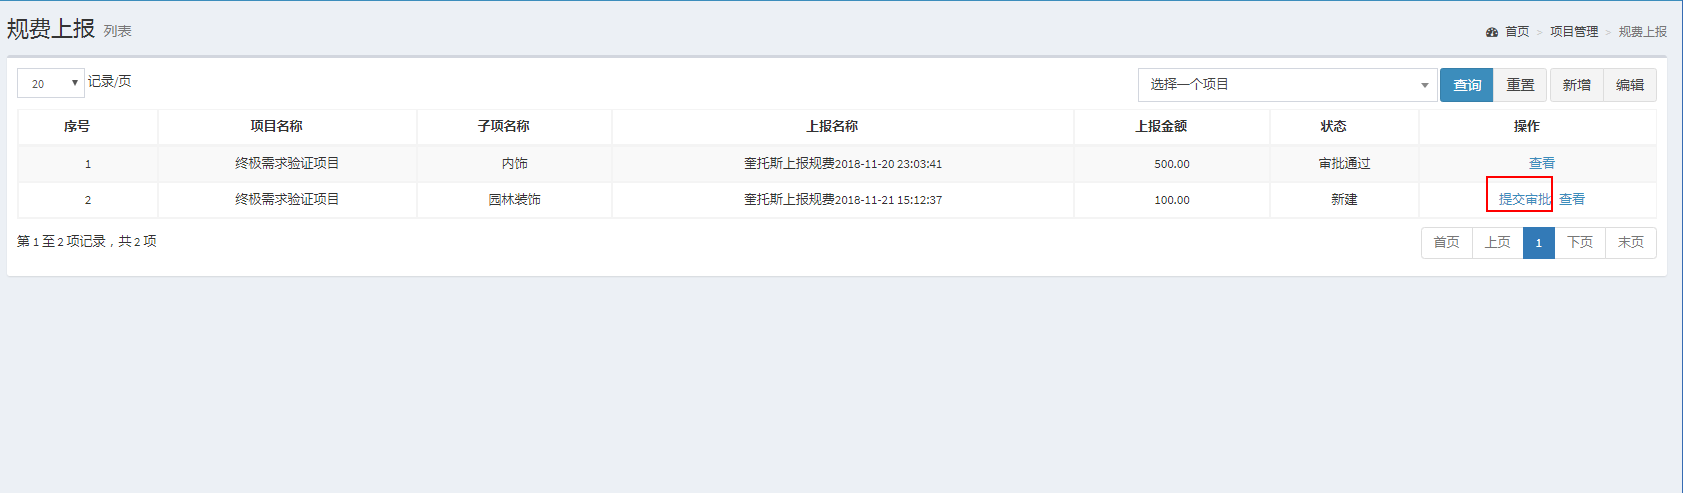 规费上报 列表
首页 > 项目管理 > 规费上报
20 记录/页
选择一个项目 查询 重置 新增 编辑
序号 项目名称 子项名称 上报名称 上报金额 状态 操作
1 终极需求验证项目 内饰 奎托斯上报规费2018-11-20 23:03:41 500.00 审批通过 查看
2 终极需求验证项目 园林装饰 奎托斯上报规费2018-11-21 15:12:37 100.00 新建 提交审批 查看
第 1 至 2 项记录，共 2 项
首页 上页 1 下页 末页